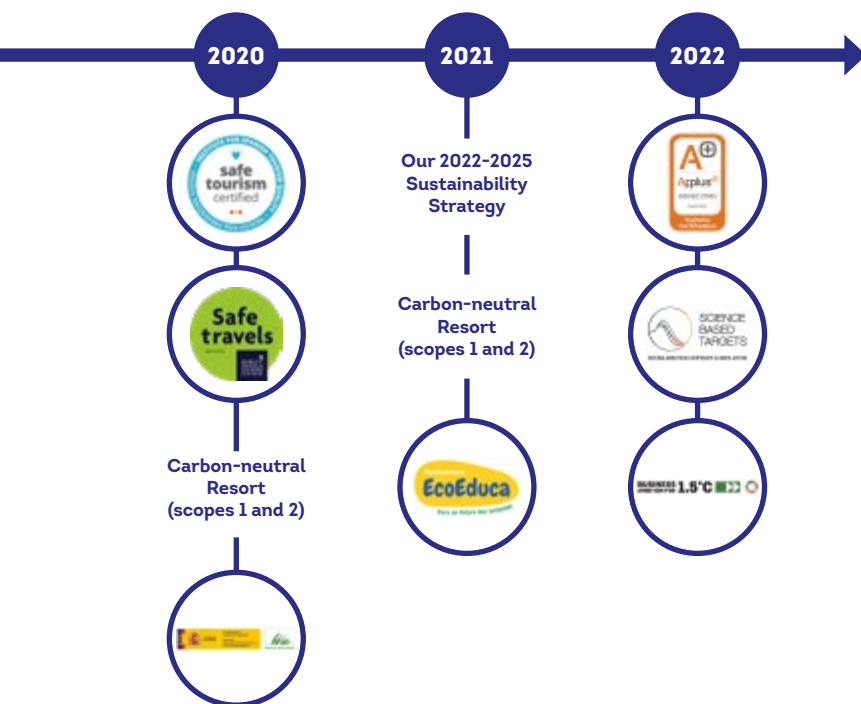 2020
2021
2022
safe
tourism
certified
Safe
travels
Carbon-neutral
Resort
(scopes 1 and 2)
Our 2022-2025
Sustainability
Strategy
Carbon-neutral
Resort
(scopes 1 and 2)
EcoEduca
A+
Applus
SCIENCE
BASED
TARGETS
BUSINESS 1.5°C